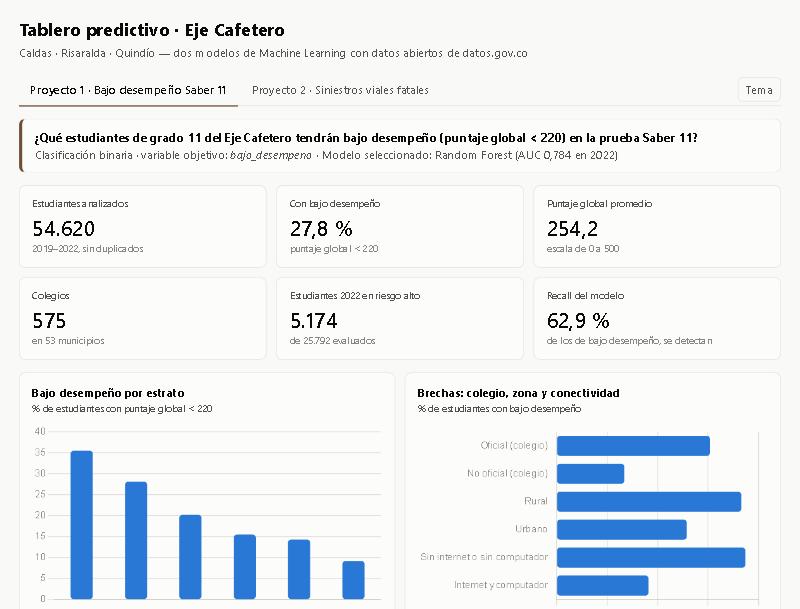 Tablero predictivo · Eje Cafetero
Caldas · Risaralda · Quindío — dos modelos de Machine Learning con datos abiertos de datos.gov.co
Proyecto 1 · Bajo desempeño Saber 11
Proyecto 2 · Siniestros viales fatales
Tema
¿Qué estudiantes de grado 11 del Eje Cafetero tendrán bajo desempeño (puntaje global < 220) en la prueba Saber 11?
Clasificación binaria · variable objetivo: bajo_desempeno · Modelo seleccionado: Random Forest (AUC 0,784 en 2022)
Estudiantes analizados
54.620
2019–2022, sin duplicados
Con bajo desempeño
27,8 %
puntaje global < 220
Puntaje global promedio
254,2
escala de 0 a 500
Colegios
575
en 53 municipios
Estudiantes 2022 en riesgo alto
5.174
de 25.792 evaluados
Recall del modelo
62,9 %
de los de bajo desempeño, se detectan
Bajo desempeño por estrato
% de estudiantes con puntaje global < 220
40
35
30
25
20
15
10
5
0
Brechas: colegio, zona y conectividad
% de estudiantes con bajo desempeño
Oficial (colegio)
No oficial (colegio)
Rural
Urbano
Sin internet o sin computador
Internet y computador